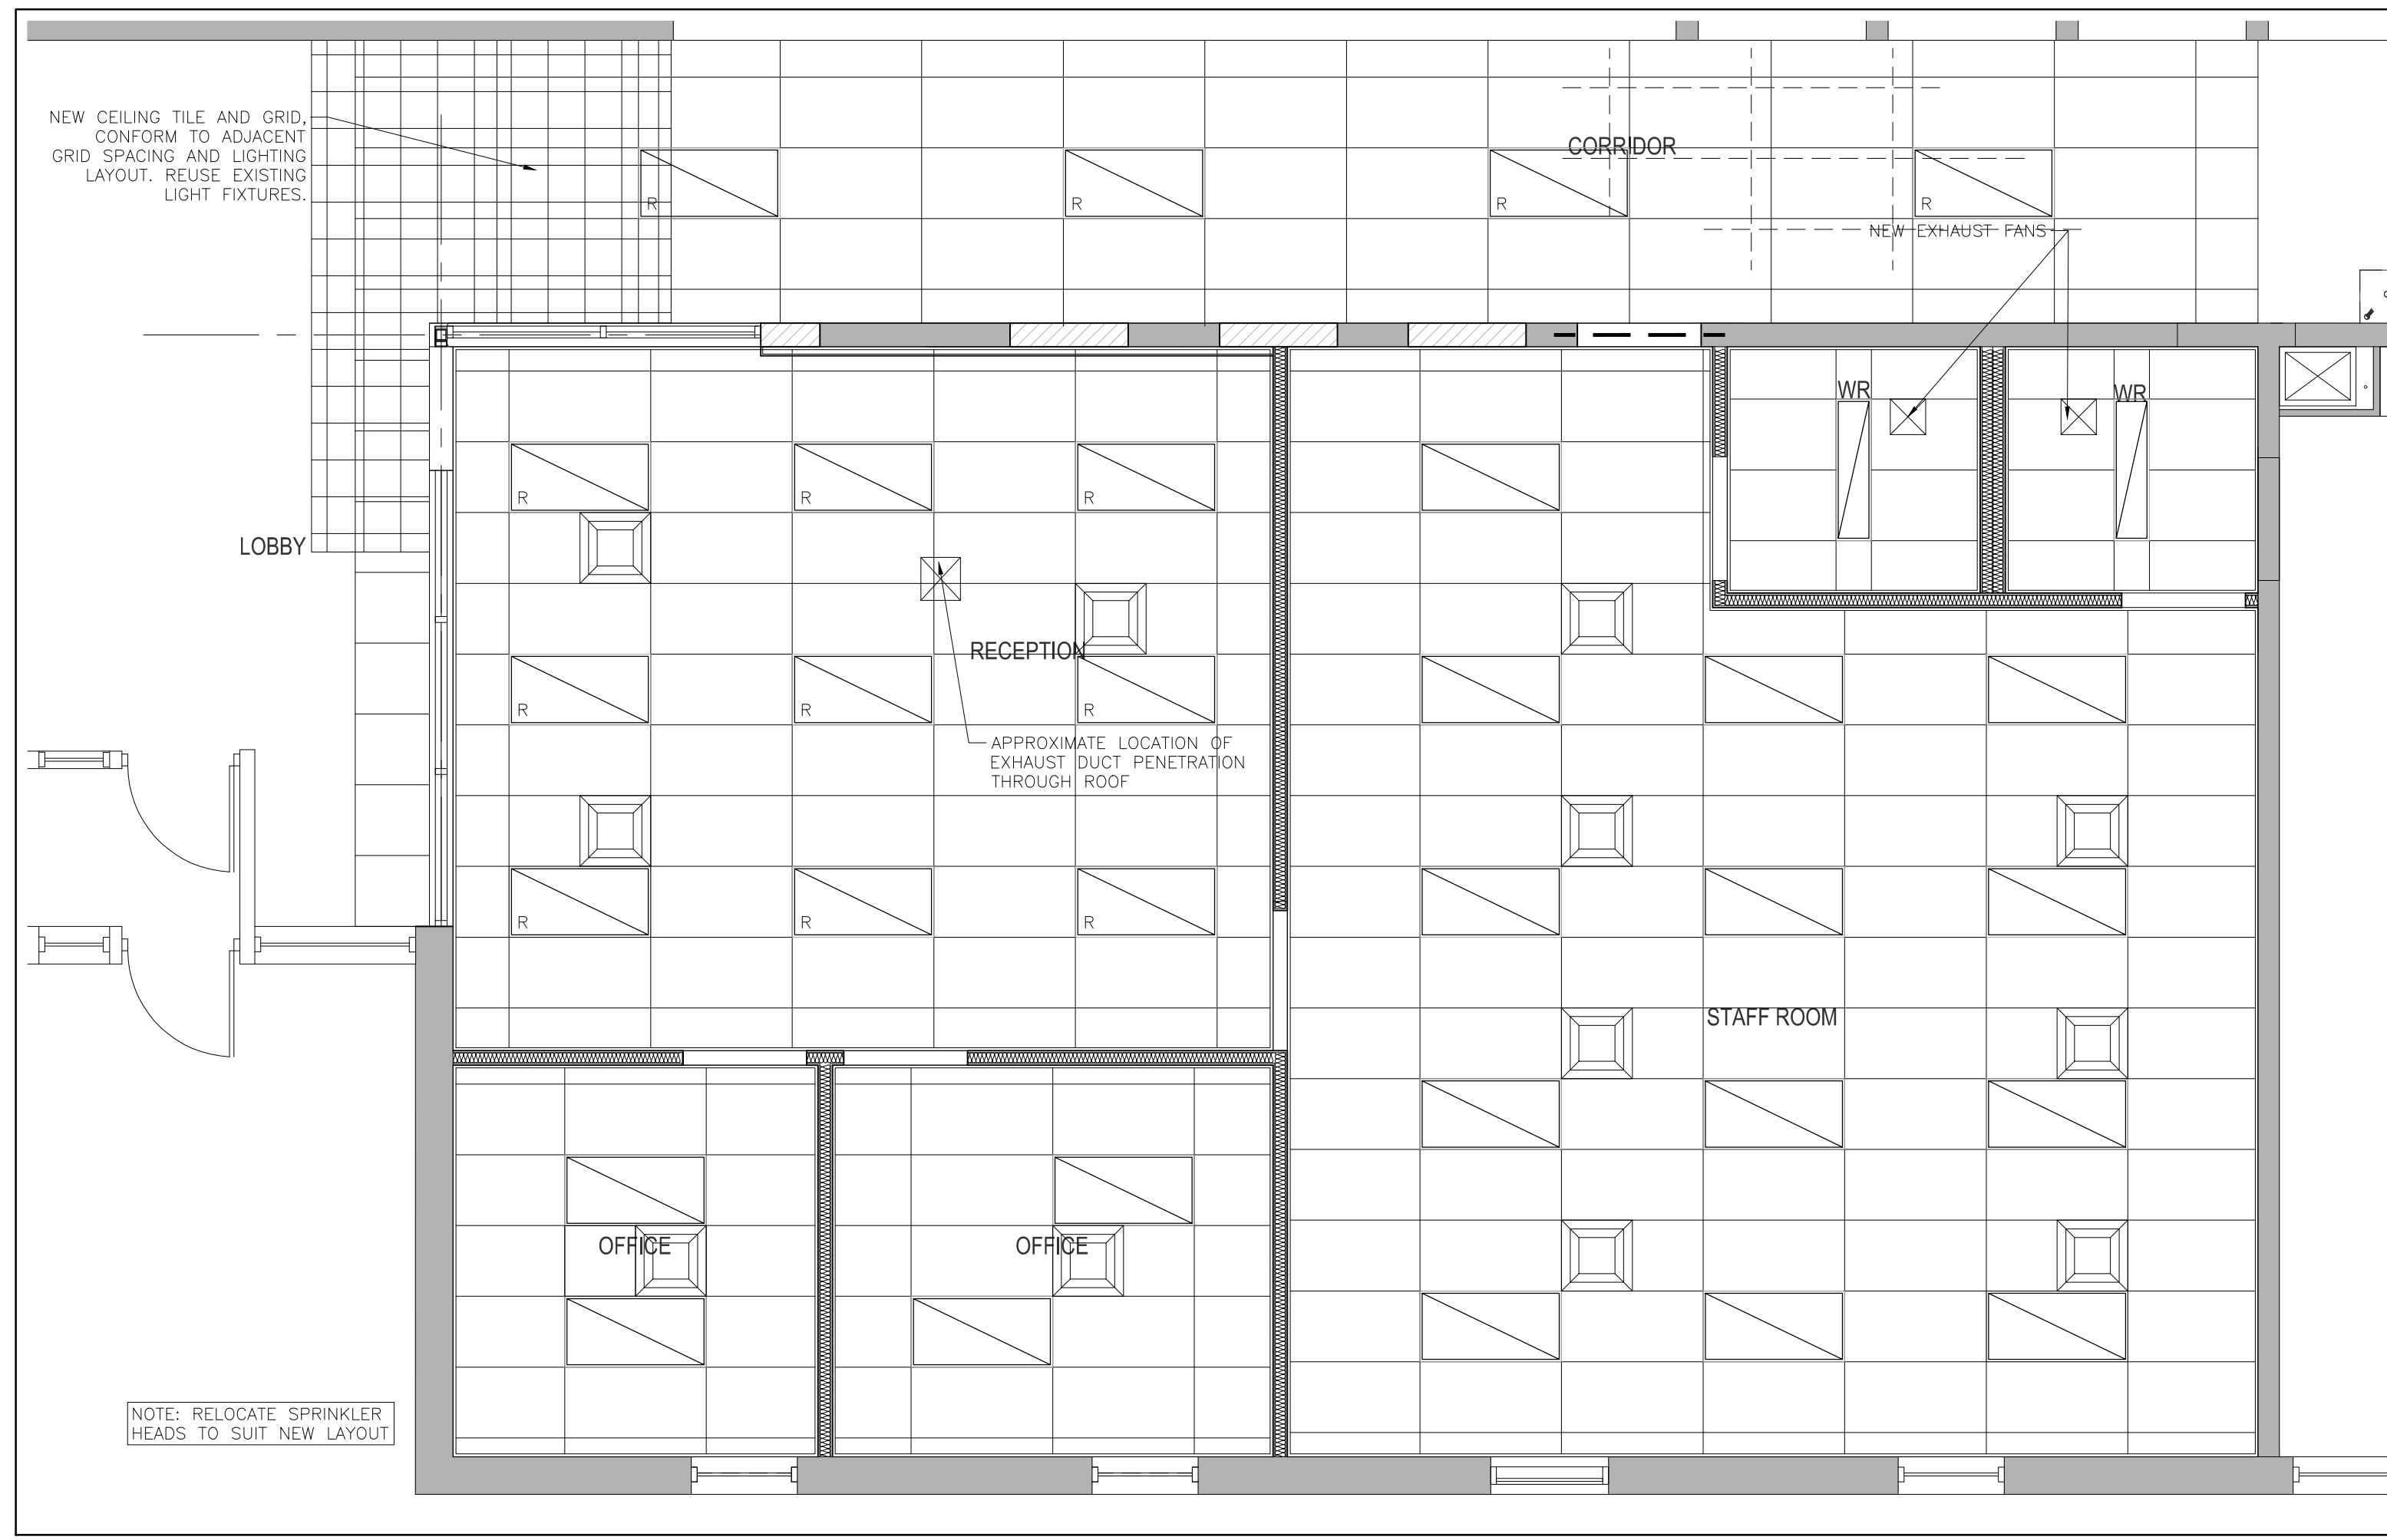 NEW CEILING TILE AND GRID,
CONFORM TO ADJACENT
GRID SPACING AND LIGHTING
LAYOUT. REUSE EXISTING
LIGHT FIXTURES.
CORRIDOR
R
R
R
R
NEW EXHAUST FANS
WR
WR
R
R
R
LOBBY
RECEPTION
R
R
R
APPROXIMATE LOCATION OF
EXHAUST DUCT PENETRATION
THROUGH ROOF
R
R
R
STAFF ROOM
OFFICE
OFFICE
NOTE: RELOCATE SPRINKLER
HEADS TO SUIT NEW LAYOUT